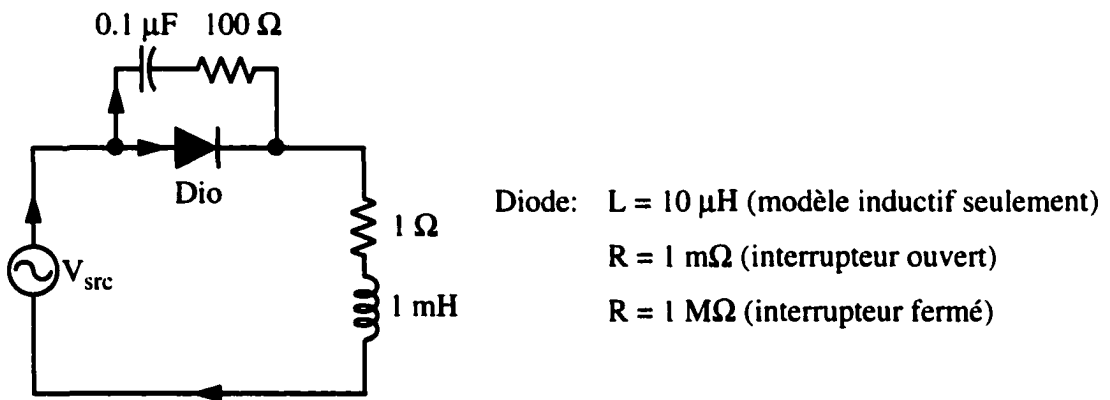 0.1 µF 100 Ω
Dio
V_src
1 Ω
1 mH
Diode: L = 10 µH (modèle inductif seulement)
R = 1 mΩ (interrupteur ouvert)
R = 1 MΩ (interrupteur fermé)